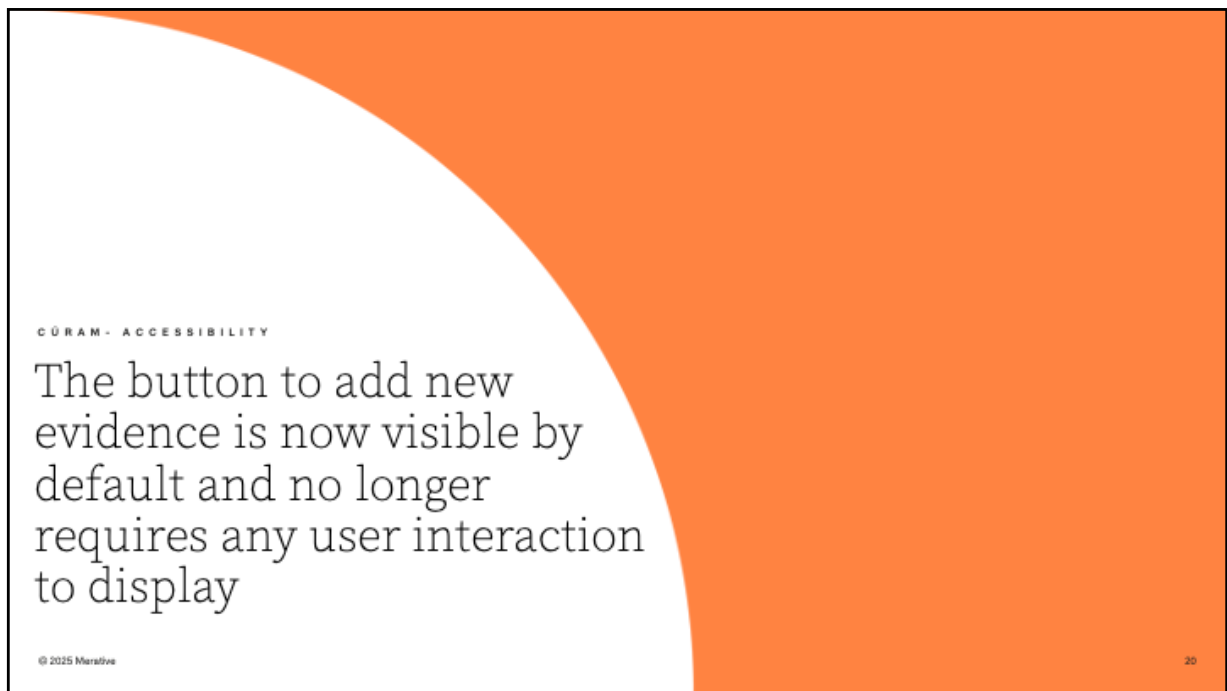 CÚRAM- ACCESSIBILITY
The button to add new
evidence is now visible by
default and no longer
requires any user interaction
to display
© 2025 Merative
20